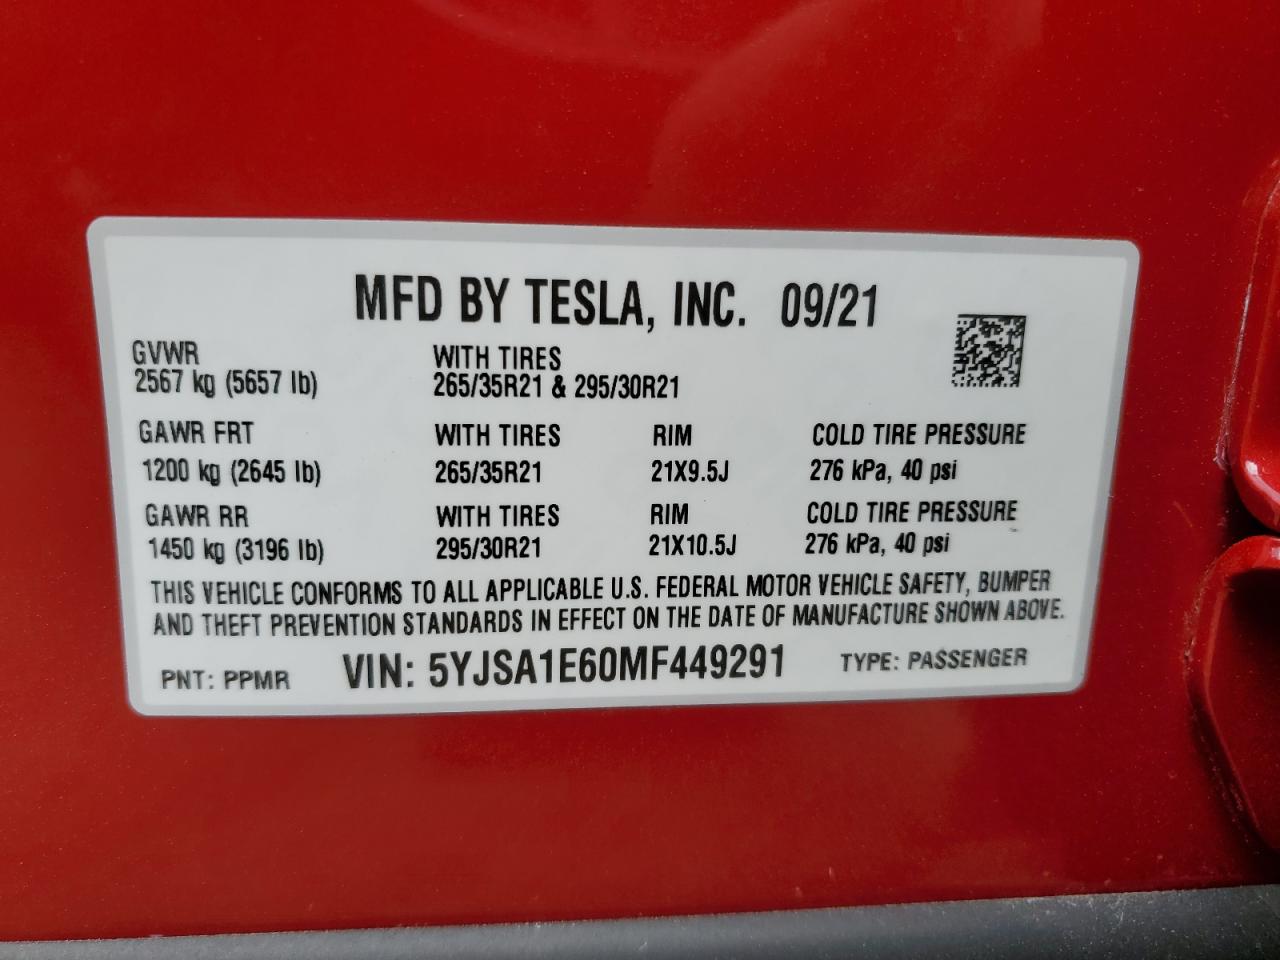 MFD BY TESLA, INC. 09/21
GVWR WITH TIRES
2567 kg (5657 lb) 265/35R21 & 295/30R21
GAWR FRT WITH TIRES RIM COLD TIRE PRESSURE
1200 kg (2645 lb) 265/35R21 21X9.5J 276 kPa, 40 psi
GAWR RR WITH TIRES RIM COLD TIRE PRESSURE
1450 kg (3196 lb) 295/30R21 21X10.5J 276 kPa, 40 psi
THIS VEHICLE CONFORMS TO ALL APPLICABLE U.S. FEDERAL MOTOR VEHICLE SAFETY, BUMPER
AND THEFT PREVENTION STANDARDS IN EFFECT ON THE DATE OF MANUFACTURE SHOWN ABOVE.
PNT: PPMR VIN: 5YJSA1E60MF449291 TYPE: PASSENGER